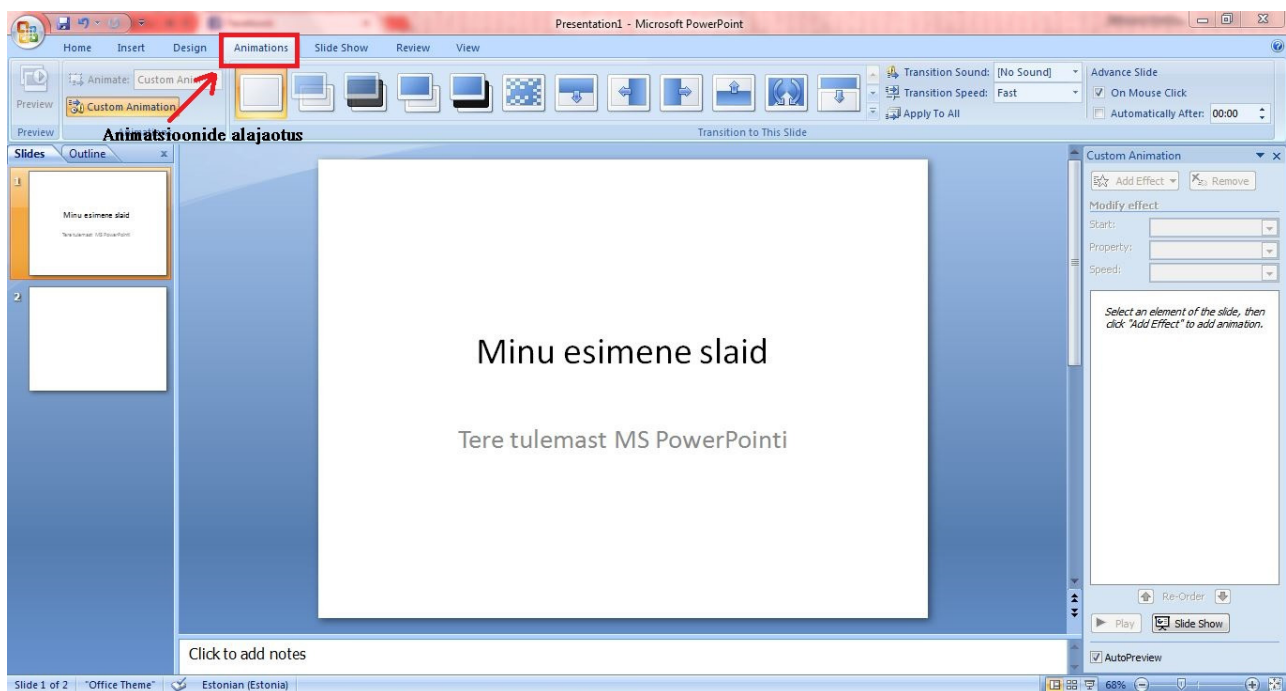 Presentation1 - Microsoft PowerPoint
Home Insert Design Animations Slide Show Review View
Preview
Animate: Custom
Custom Animation
Transition Sound: [No Sound]
Transition Speed: Fast
Apply To All
Advance Slide
On Mouse Click
Automatically After: 00:00
Preview
Animatsioonide alajaotus
Transition to This Slide
Slides Outline
1
Minu esimene slaid
Tere tulemast MS PowerPointi
2
Minu esimene slaid
Tere tulemast MS PowerPointi
Click to add notes
Custom Animation
Add Effect Remove
Modify effect
Start:
Property:
Speed:
Select an element of the slide, then
click "Add Effect" to add animation.
Re-Order
Play Slide Show
AutoPreview
Slide 1 of 2 "Office Theme" Estonian (Estonia) 68%